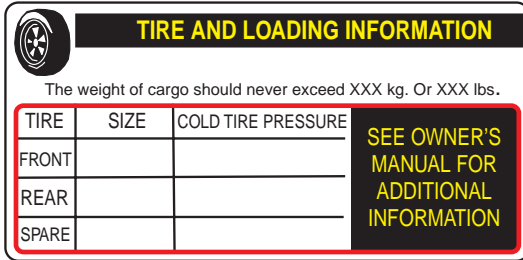 TIRE AND LOADING INFORMATION
The weight of cargo should never exceed XXX kg. Or XXX lbs.
TIRE SIZE COLD TIRE PRESSURE
SEE OWNER'S
MANUAL FOR
ADDITIONAL
INFORMATION
FRONT
REAR
SPARE